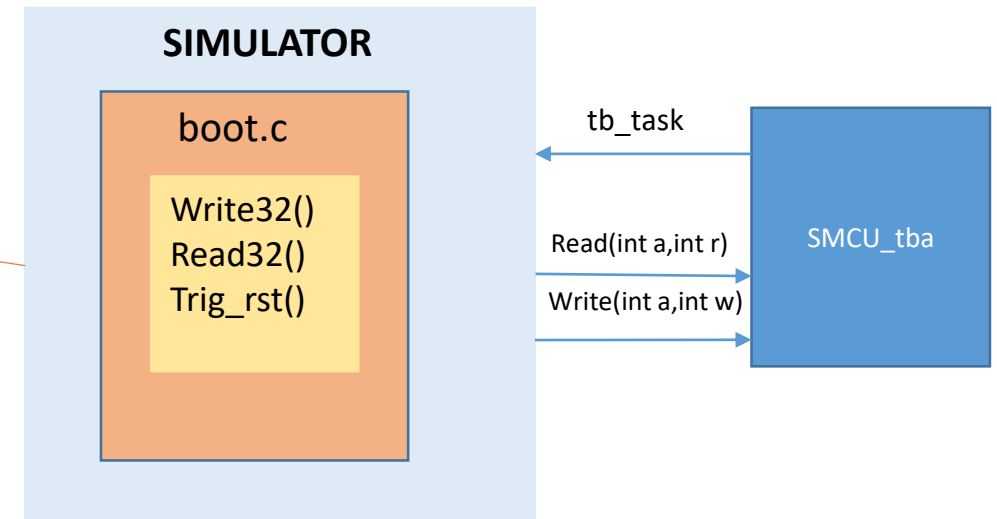 SIMULATOR
boot.c
Write32()
Read32()
Trig_rst()
tb_task
Read(int a,int r)
Write(int a,int w)
SMCU_tba